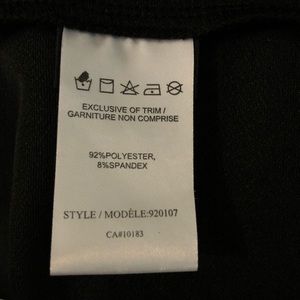 EXCLUSIVE OF TRIM /
GARNITURE NON COMPRISE
92%POLYESTER,
8%SPANDEX
STYLE / MODÈLE:920107
CA#10183